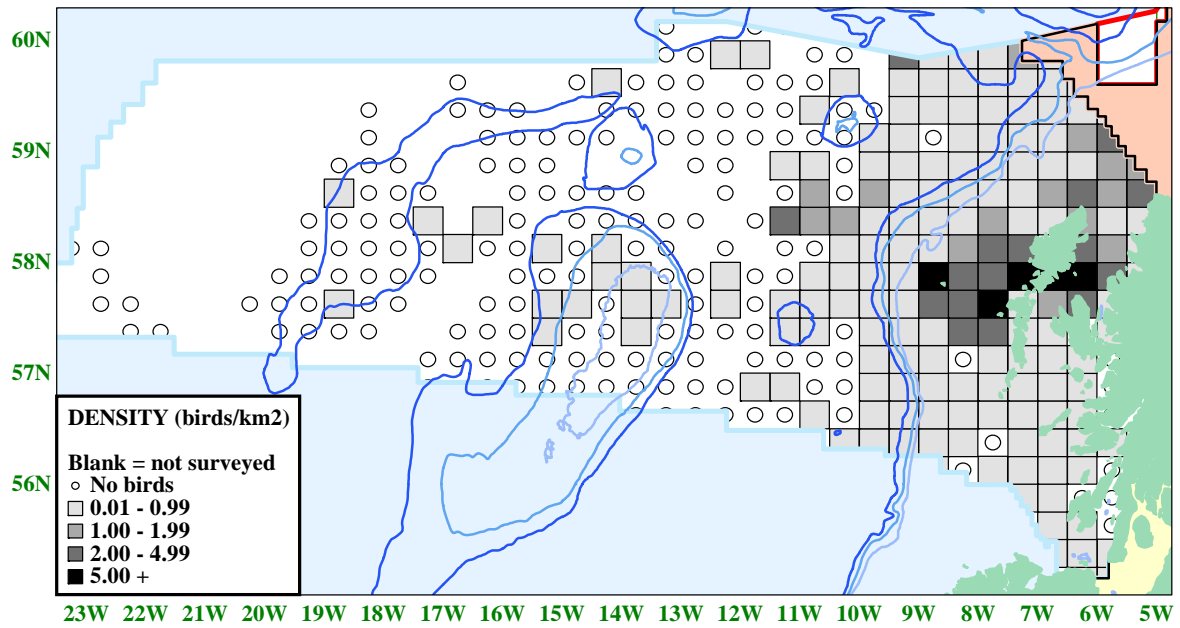 60N
59N
58N
57N
56N
DENSITY (birds/km2)
Blank = not surveyed
No birds
0.01 - 0.99
1.00 - 1.99
2.00 - 4.99
5.00 +
23W 22W 21W 20W 19W 18W 17W 16W 15W 14W 13W 12W 11W 10W 9W 8W 7W 6W 5W